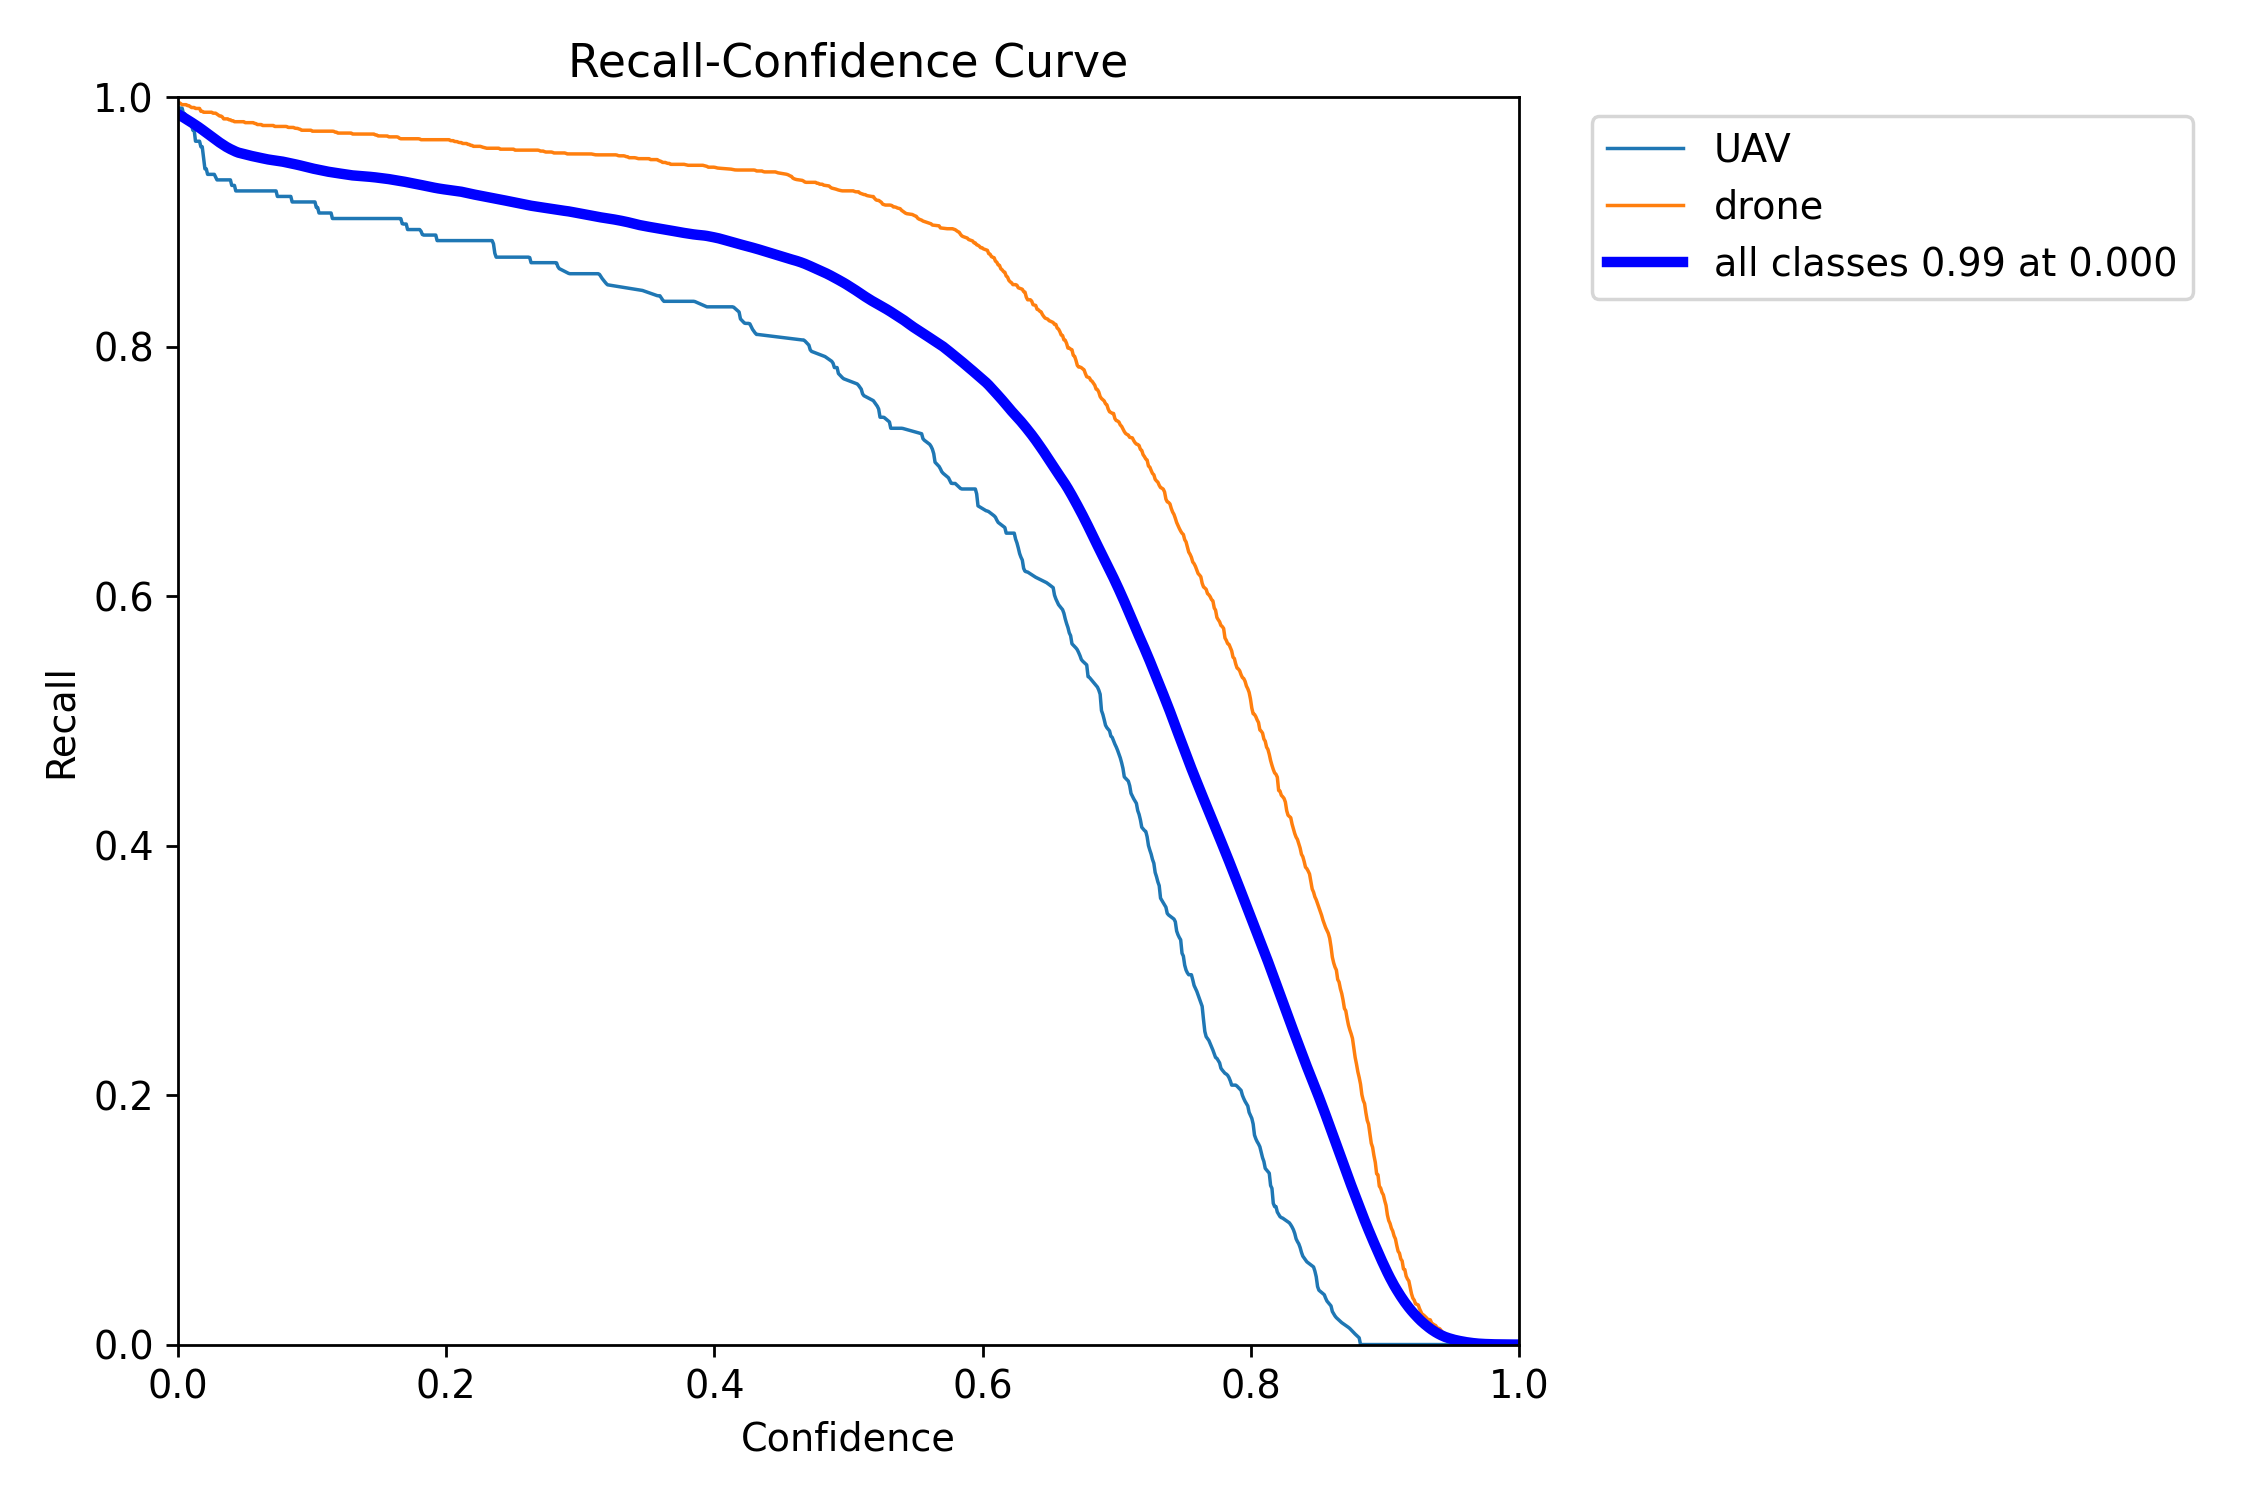 Recall-Confidence Curve
1.0
0.8
0.6
0.4
0.2
0.0
Recall
0.0 0.2 0.4 0.6 0.8 1.0
Confidence
UAV
drone
all classes 0.99 at 0.000